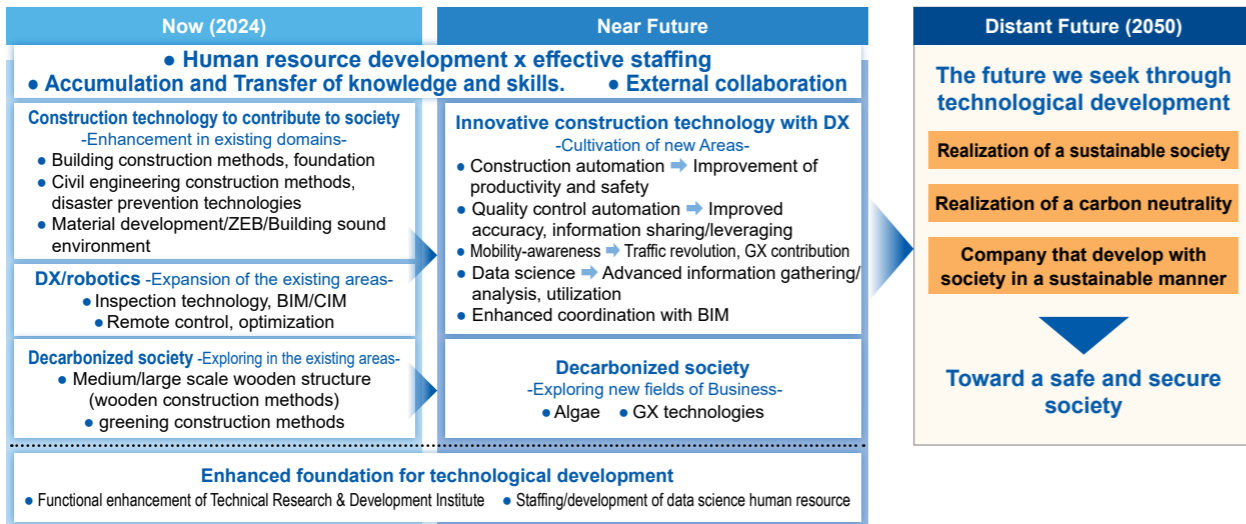 Now (2024)
Near Future
Distant Future (2050)
● Human resource development x effective staffing
● Accumulation and Transfer of knowledge and skills. ● External collaboration
Construction technology to contribute to society
-Enhancement in existing domains-
● Building construction methods, foundation
● Civil engineering construction methods,
disaster prevention technologies
● Material development/ZEB/Building sound
environment
DX/robotics -Expansion of the existing areas-
● Inspection technology, BIM/CIM
● Remote control, optimization
Decarbonized society -Exploring in the existing areas-
● Medium/large scale wooden structure
(wooden construction methods)
● greening construction methods
Innovative construction technology with DX
-Cultivation of new Areas-
● Construction automation ➡ Improvement of
productivity and safety
● Quality control automation ➡ Improved
accuracy, information sharing/leveraging
● Mobility-awareness ➡ Traffic revolution, GX contribution
● Data science ➡ Advanced information gathering/
analysis, utilization
● Enhanced coordination with BIM
Decarbonized society
-Exploring new fields of Business-
● Algae ● GX technologies
Enhanced foundation for technological development
● Functional enhancement of Technical Research & Development Institute ● Staffing/development of data science human resource
The future we seek through
technological development
Realization of a sustainable society
Realization of a carbon neutrality
Company that develop with
society in a sustainable manner
Toward a safe and secure
society